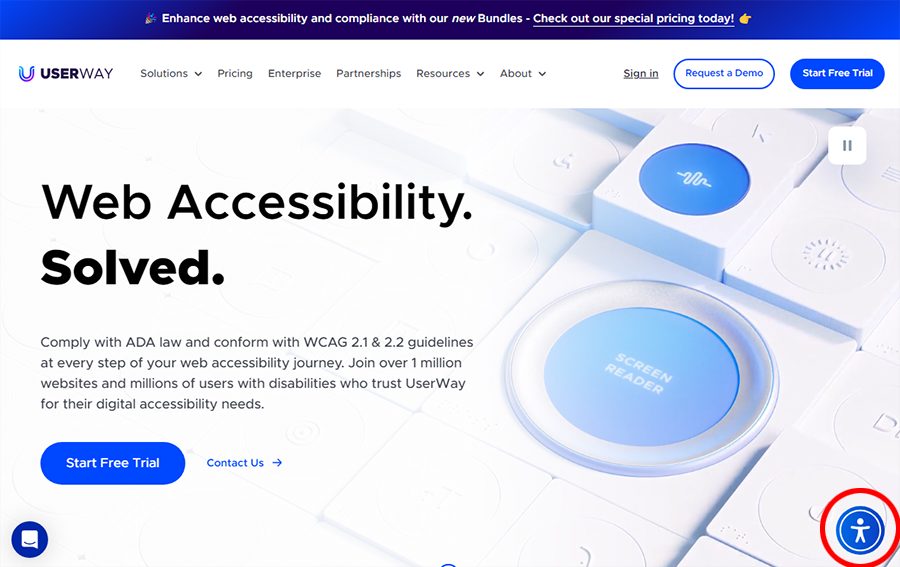 🎉 Enhance web accessibility and compliance with our new Bundles - Check out our special pricing today! 👉
USERWAY Solutions Pricing Enterprise Partnerships Resources About Sign in Request a Demo Start Free Trial
Web Accessibility.
Solved.
Comply with ADA law and conform with WCAG 2.1 & 2.2 guidelines
at every step of your web accessibility journey. Join over 1 million
websites and millions of users with disabilities who trust UserWay
for their digital accessibility needs.
Start Free Trial Contact Us →
SCREEN
READER